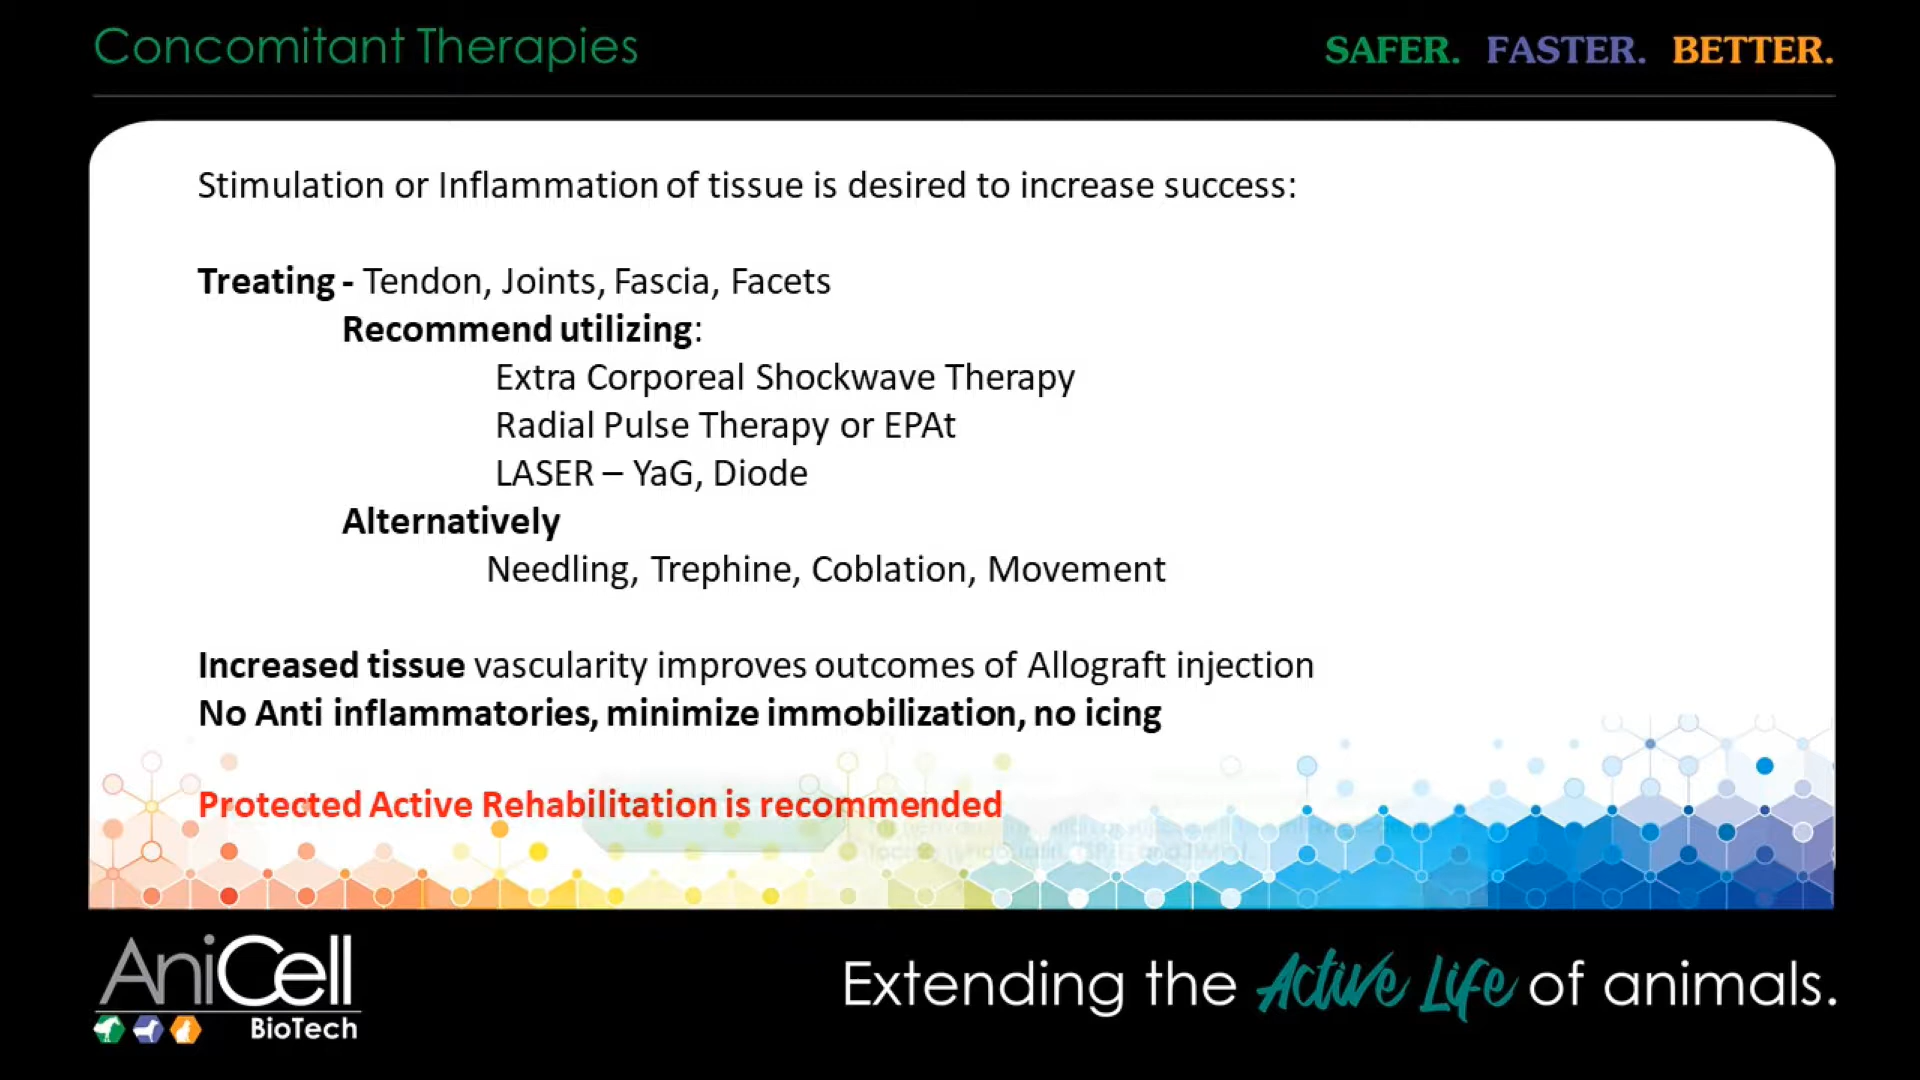 Concomitant Therapies
SAFER. FASTER. BETTER.
Stimulation or Inflammation of tissue is desired to increase success:
Treating - Tendon, Joints, Fascia, Facets
Recommend utilizing:
Extra Corporeal Shockwave Therapy
Radial Pulse Therapy or EPAt
LASER – YaG, Diode
Alternatively
Needling, Trephine, Coblation, Movement
Increased tissue vascularity improves outcomes of Allograft injection
No Anti inflammatories, minimize immobilization, no icing
Protected Active Rehabilitation is recommended
AniCell
BioTech
Extending the Active Life of animals.